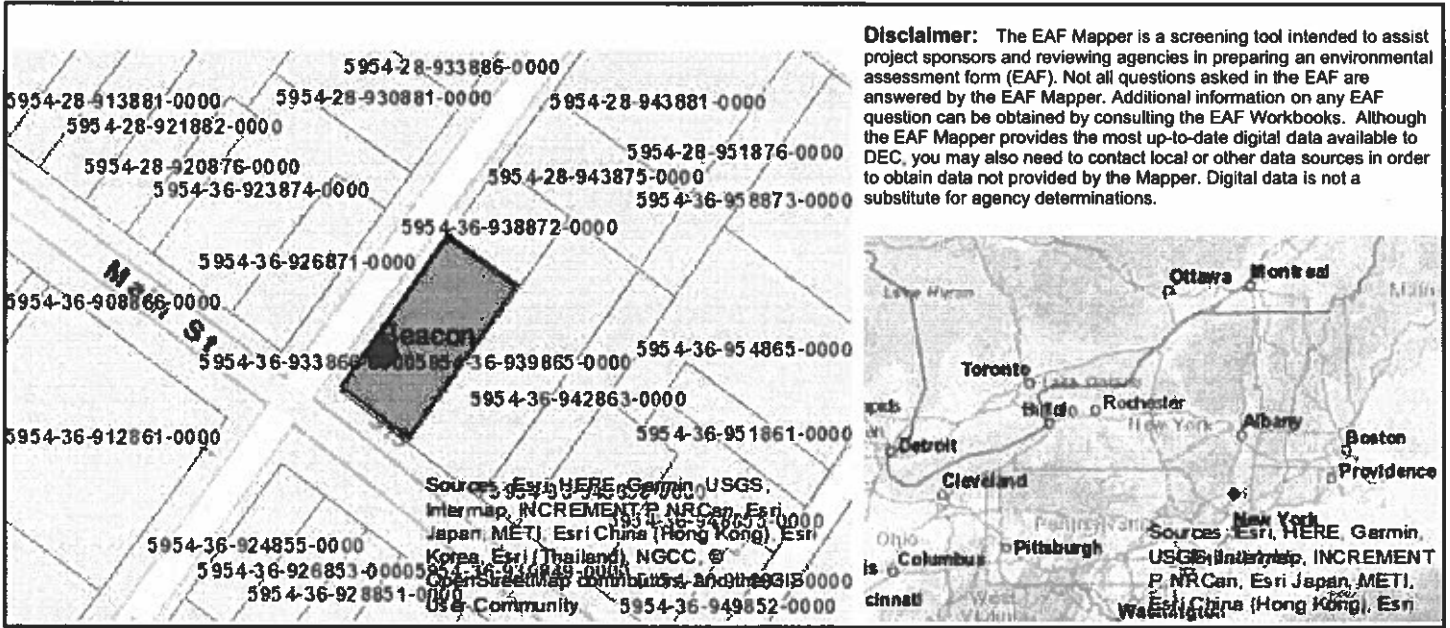 5954-28-933886-0000
5954-28-913881-0000
5954-28-930881-0000
5954-28-943881-0000
5954-28-921882-0000
5954-28-951876-0000
5954-28-920876-0000
5954-28-943875-0000
5954-36-923874-0000
5954-36-958873-0000
5954-36-938872-0000
5954-36-926871-0000
Main St
5954-36-908866-0000
Beacon
5954-36-954865-0000
5954-36-942863-0000
5954-36-912861-0000
5954-36-951861-0000
Sources: Esri, HERE, Garmin, USGS,
Intermap, INCREMENT P, NRCan, Esri
Japan, METI, Esri China (Hong Kong), Esri
Korea, Esri (Thailand), NGCC, ©
OpenStreetMap contributors, and the GIS
User Community
5954-36-924855-0000
5954-36-928851-0000
5954-36-949852-0000
Disclaimer: The EAF Mapper is a screening tool intended to assist
project sponsors and reviewing agencies in preparing an environmental
assessment form (EAF). Not all questions asked in the EAF are
answered by the EAF Mapper. Additional information on any EAF
question can be obtained by consulting the EAF Workbooks. Although
the EAF Mapper provides the most up-to-date digital data available to
DEC, you may also need to contact local or other data sources in order
to obtain data not provided by the Mapper. Digital data is not a
substitute for agency determinations.
Ottawa
Montreal
Lake Huron
Toronto
Rochester
New York
Albany
Detroit
Boston
Cleveland
Providence
New York
Ohio
Pittsburgh
Columbus
cinnati
Washington
Sources: Esri, HERE, Garmin,
USGS, Intermap, INCREMENT
P, NRCan, Esri Japan, METI,
Esri China (Hong Kong), Esri